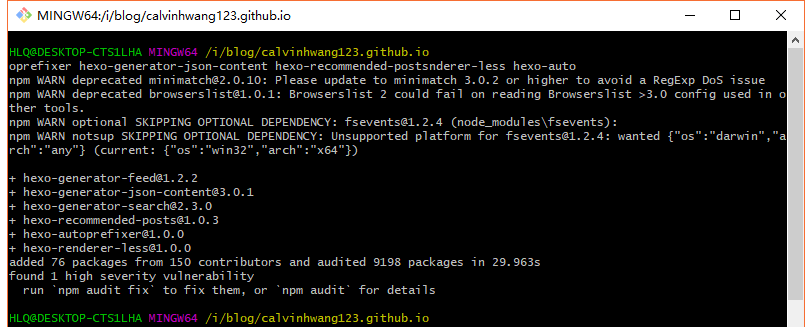 MINGW64:/i/blog/calvinhwang123.github.io
HLQ@DESKTOP-CTS1LHA MINGW64 /i/blog/calvinhwang123.github.io
oprefixer hexo-generator-json-content hexo-recommended-postsnderer-less hexo-auto
npm WARN deprecated minimatch@2.0.10: Please update to minimatch 3.0.2 or higher to avoid a RegExp DoS issue
npm WARN deprecated browserslist@1.0.1: Browserslist 2 could fail on reading Browserslist >3.0 config used in o
ther tools.
npm WARN optional SKIPPING OPTIONAL DEPENDENCY: fsevents@1.2.4 (node_modules\fsevents):
npm WARN notsup SKIPPING OPTIONAL DEPENDENCY: Unsupported platform for fsevents@1.2.4: wanted {"os":"darwin","a
rch":"any"} (current: {"os":"win32","arch":"x64"})
+ hexo-generator-feed@1.2.2
+ hexo-generator-json-content@3.0.1
+ hexo-generator-search@2.3.0
+ hexo-recommended-posts@1.0.3
+ hexo-autoprefixer@1.0.0
+ hexo-renderer-less@1.0.0
added 76 packages from 150 contributors and audited 9198 packages in 29.963s
found 1 high severity vulnerability
  run `npm audit fix` to fix them, or `npm audit` for details
HLQ@DESKTOP-CTS1LHA MINGW64 /i/blog/calvinhwang123.github.io